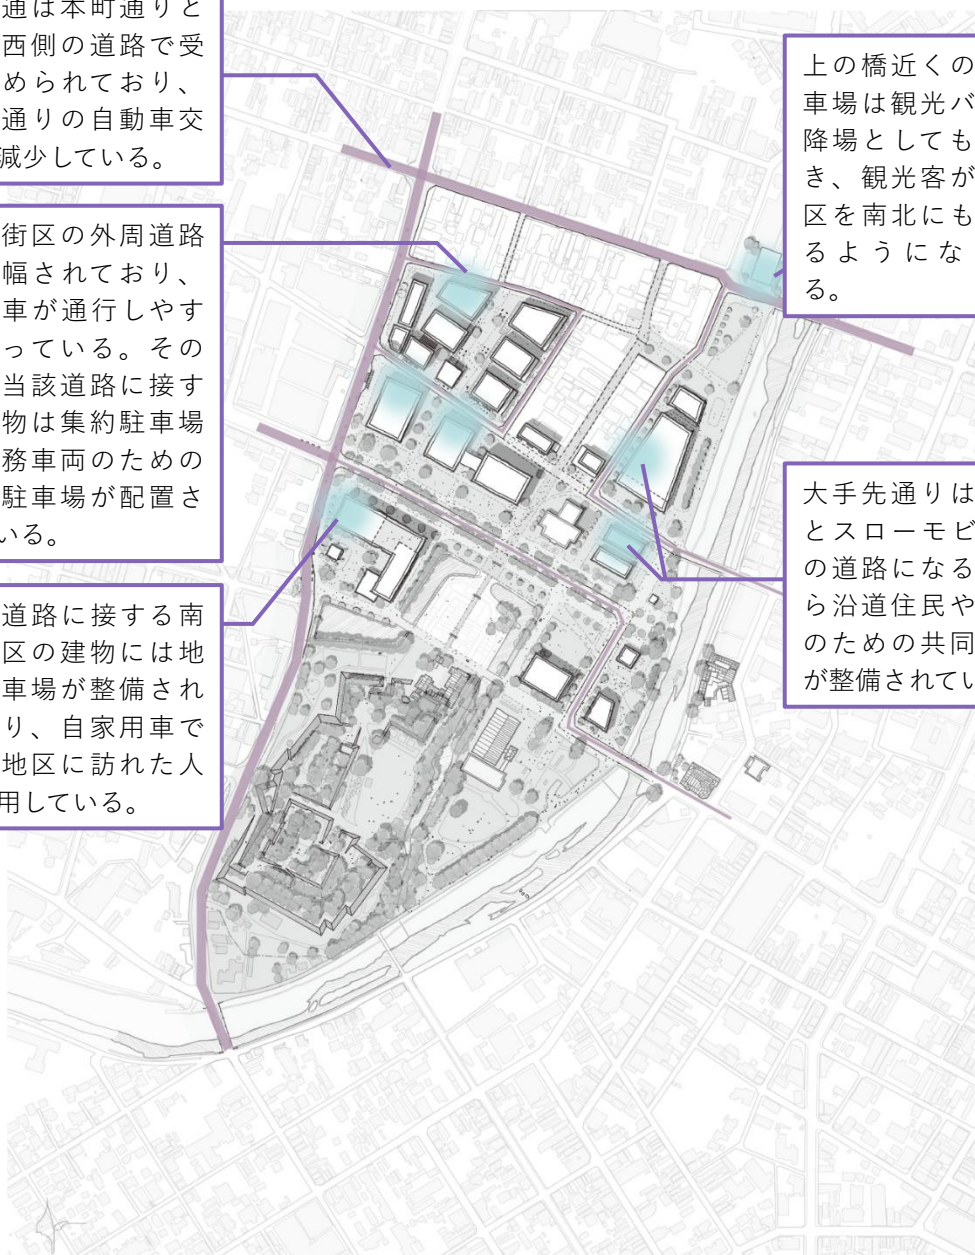 通は本町通りと
西側の道路で受
められており、
通りの自動車交
減少している。
街区の外周道路
幅されており、
車が通行しやす
っている。その
当該道路に接す
物は集約駐車場
務車両のための
駐車場が配置さ
いる。
道路に接する南
区の建物には地
車場が整備され
り、自家用車で
地区に訪れた人
用している。
上の橋近くの
車場は観光バ
降場としても
き、観光客が
区を南北にも
るようにな
る。
大手先通りは
とスローモビ
の道路になる
ら沿道住民や
のための共同
が整備されてい